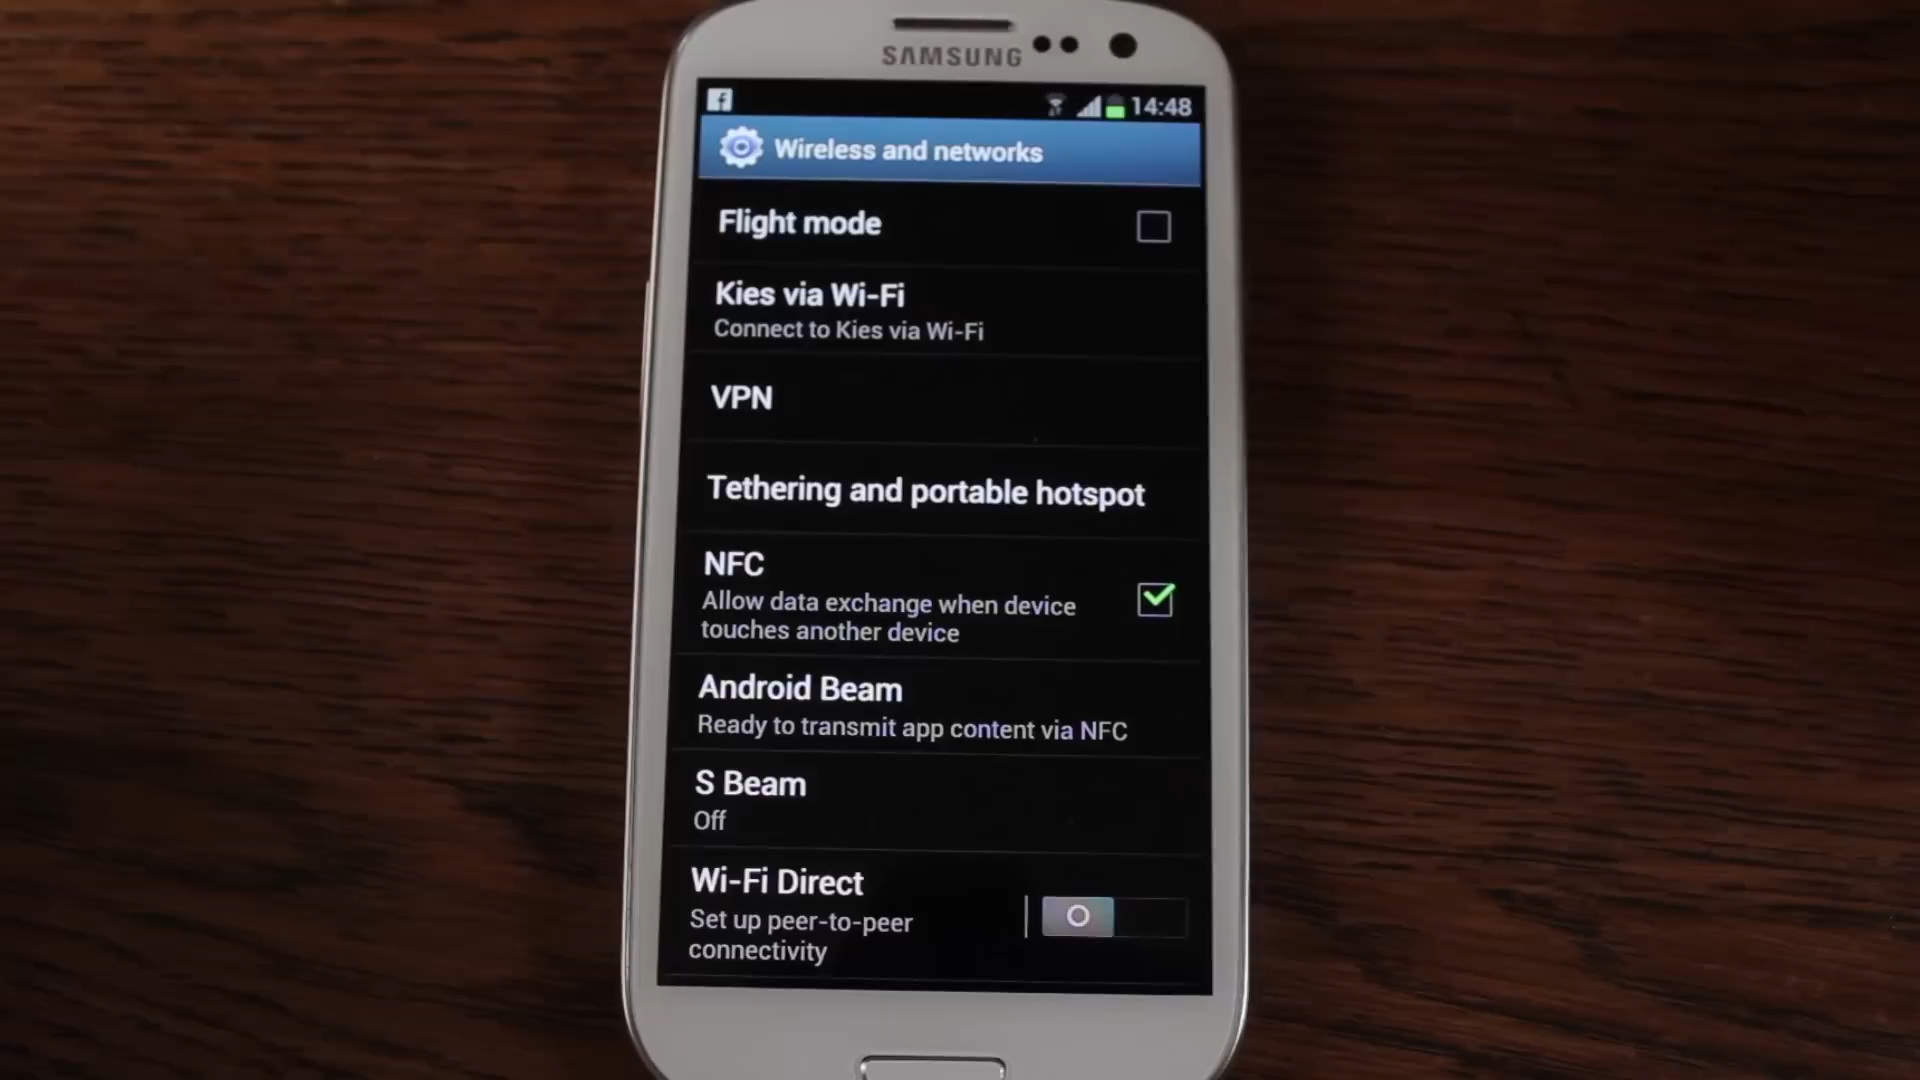 SAMSUNG
14:48
Wireless and networks
Flight mode
Kies via Wi-Fi
Connect to Kies via Wi-Fi
VPN
Tethering and portable hotspot
NFC
Allow data exchange when device
touches another device
Android Beam
Ready to transmit app content via NFC
S Beam
Off
Wi-Fi Direct
Set up peer-to-peer
connectivity